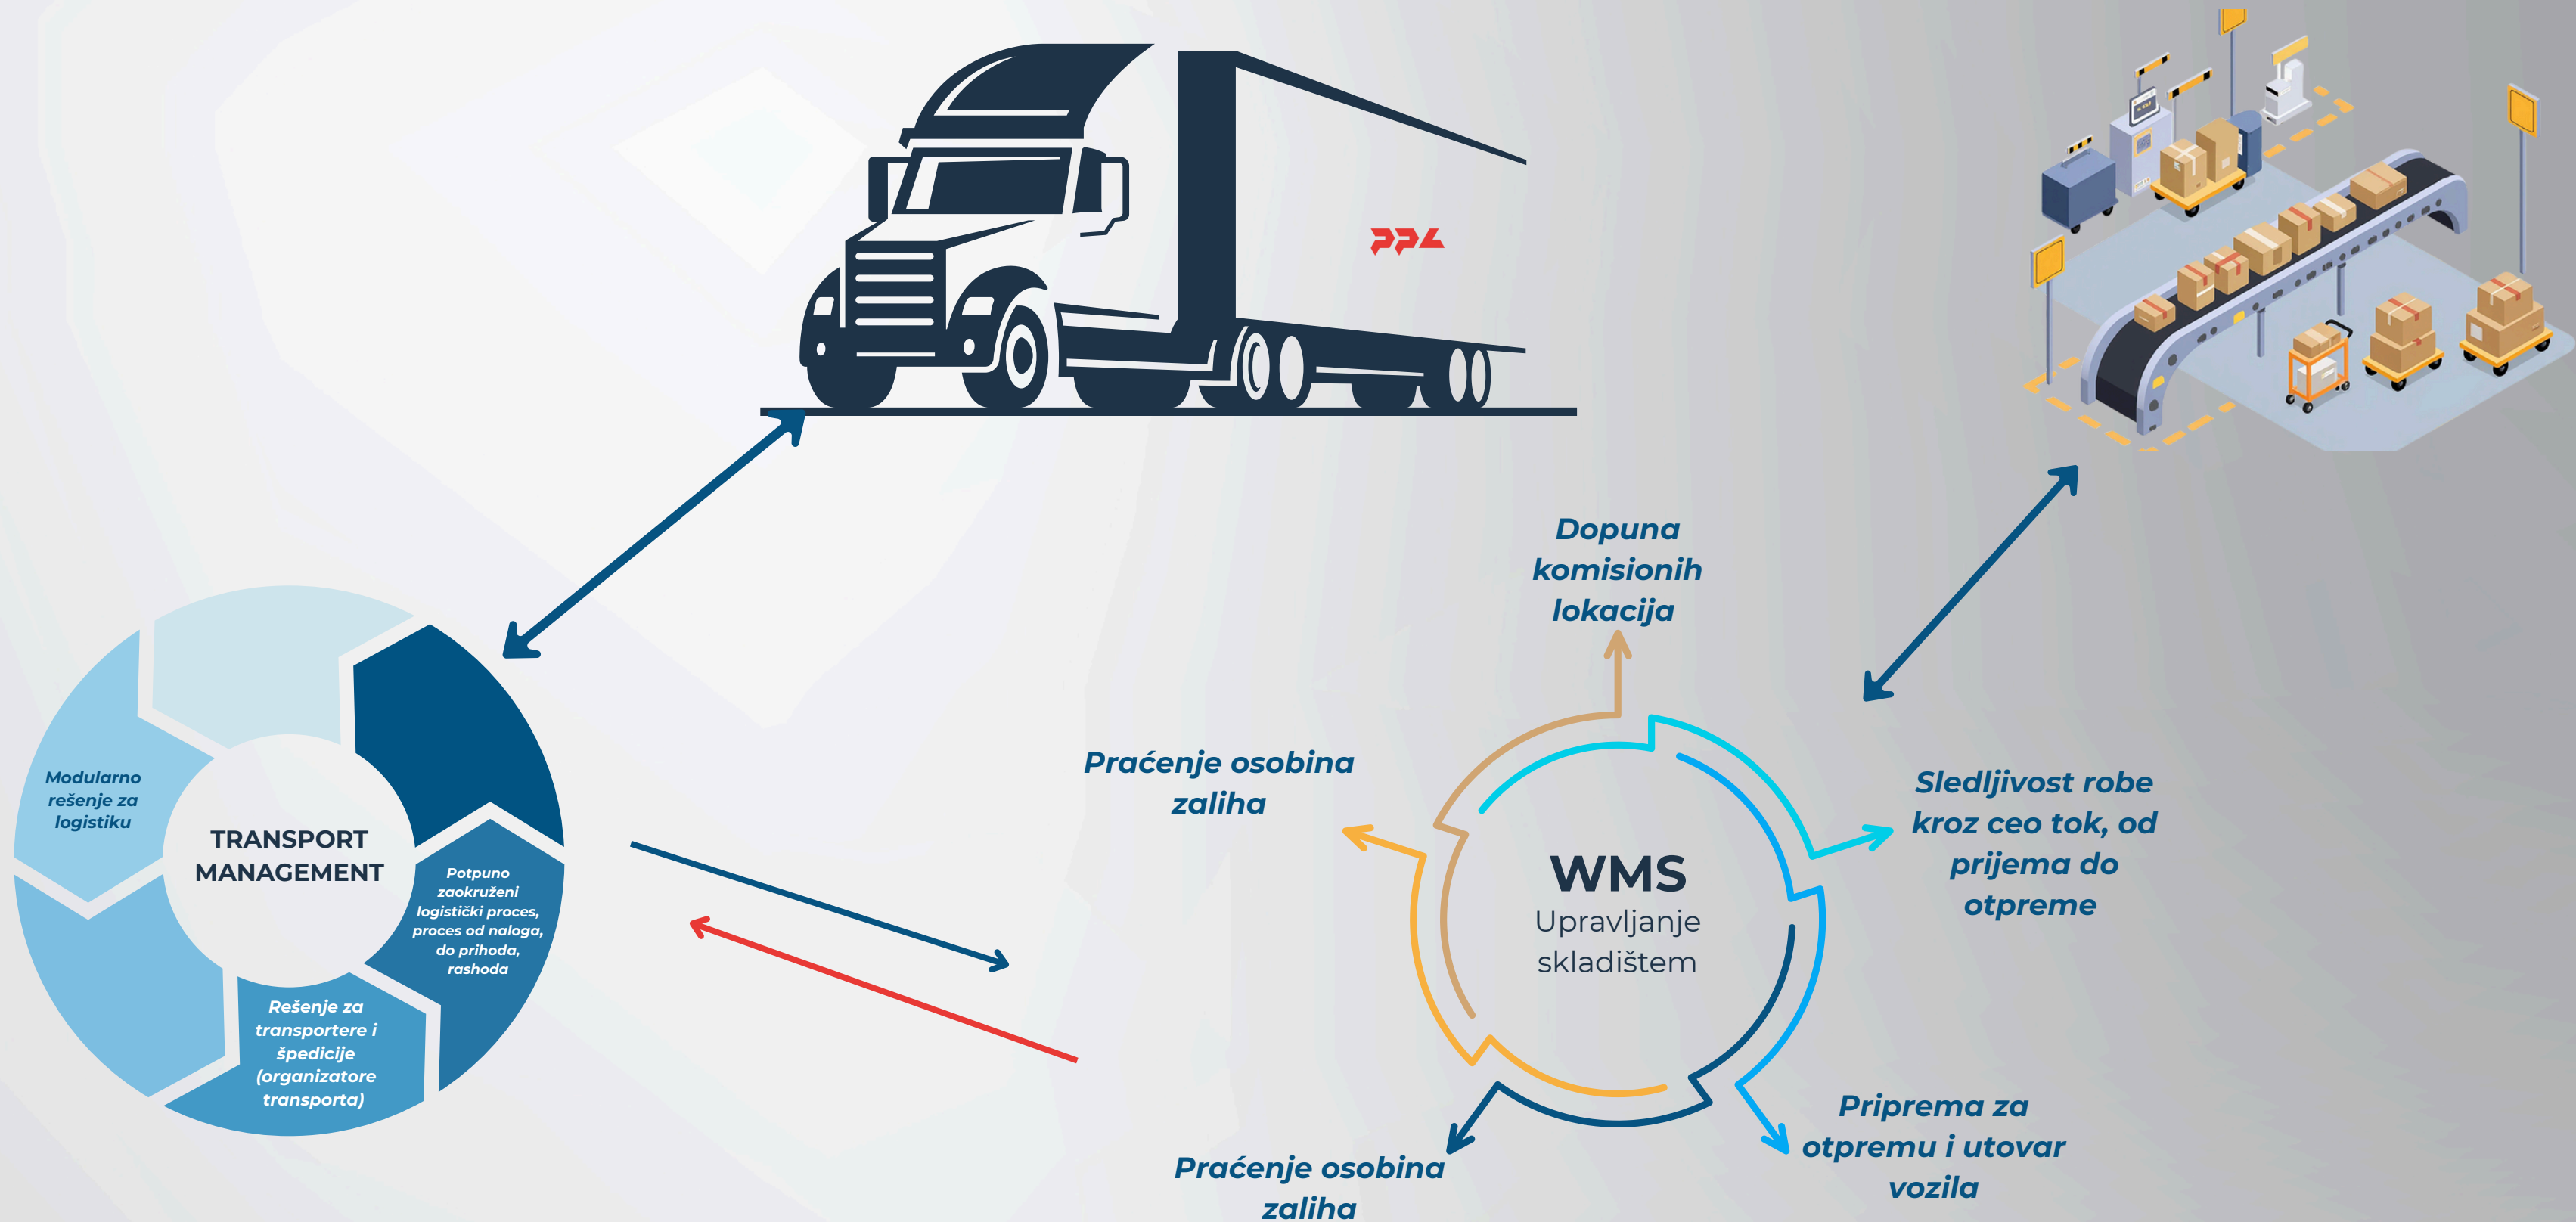 PPL
Dopuna
komisionih
lokacija
Praćenje osobina
zaliha
Sledljivost robe
kroz ceo tok, od
prijema do
otpreme
WMS
Upravljanje
skladištem
Priprema za
otpremu i utovar
vozila
Praćenje osobina
zaliha
TRANSPORT
MANAGEMENT
Modularno
rešenje za
logistiku
Potpuno
zaokruženi
logistički proces,
proces od naloga,
do prihoda,
rashoda
Rešenje za
transportere i
špedicije
(organizatore
transporta)